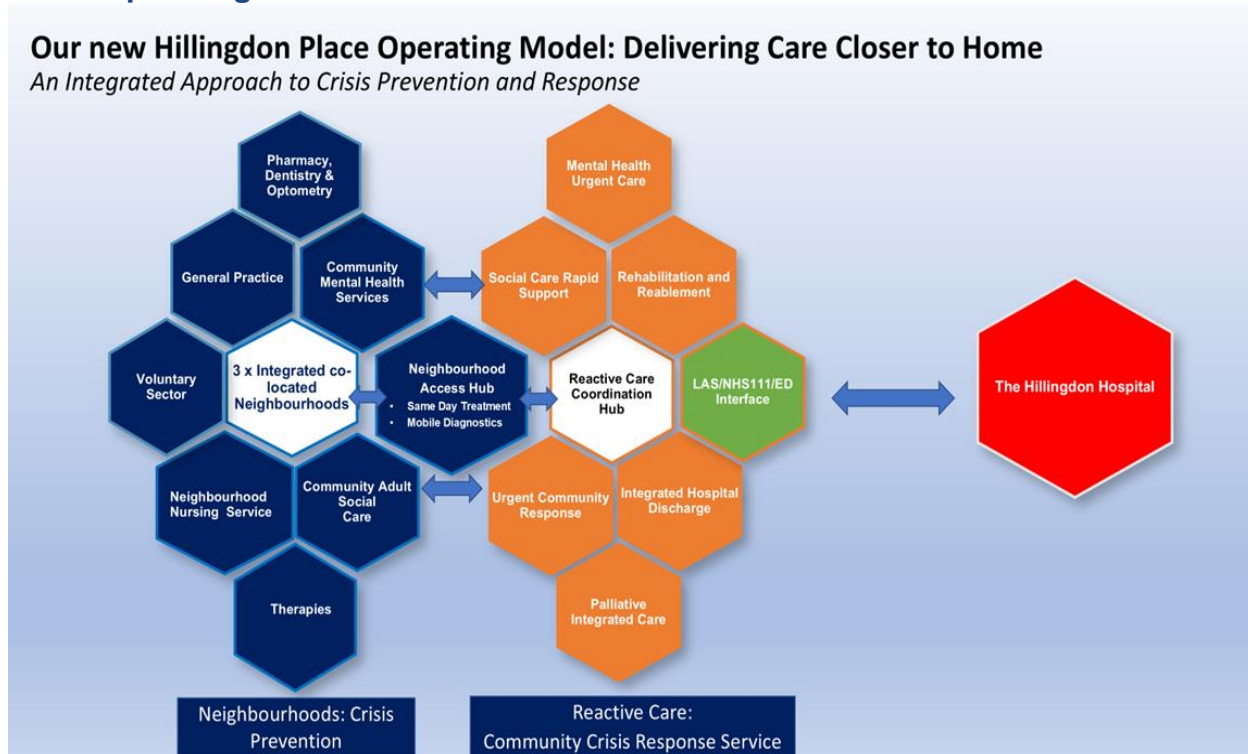 Our new Hillingdon Place Operating Model: Delivering Care Closer to Home
An Integrated Approach to Crisis Prevention and Response
Pharmacy,
Dentistry &
Optometry
General Practice
Community
Mental Health
Services
Voluntary
Sector
3 x Integrated co-
located
Neighbourhoods
Neighbourhood
Access Hub
• Same Day Treatment
• Mobile Diagnostics
Neighbourhood
Nursing Service
Community Adult
Social
Care
Therapies
Mental Health
Urgent Care
Social Care Rapid
Support
Rehabilitation and
Reablement
Reactive Care
Coordination
Hub
LAS/NHS111/ED
Interface
Urgent Community
Response
Integrated Hospital
Discharge
Palliative
Integrated Care
The Hillingdon Hospital
Neighbourhoods: Crisis
Prevention
Reactive Care:
Community Crisis Response Service